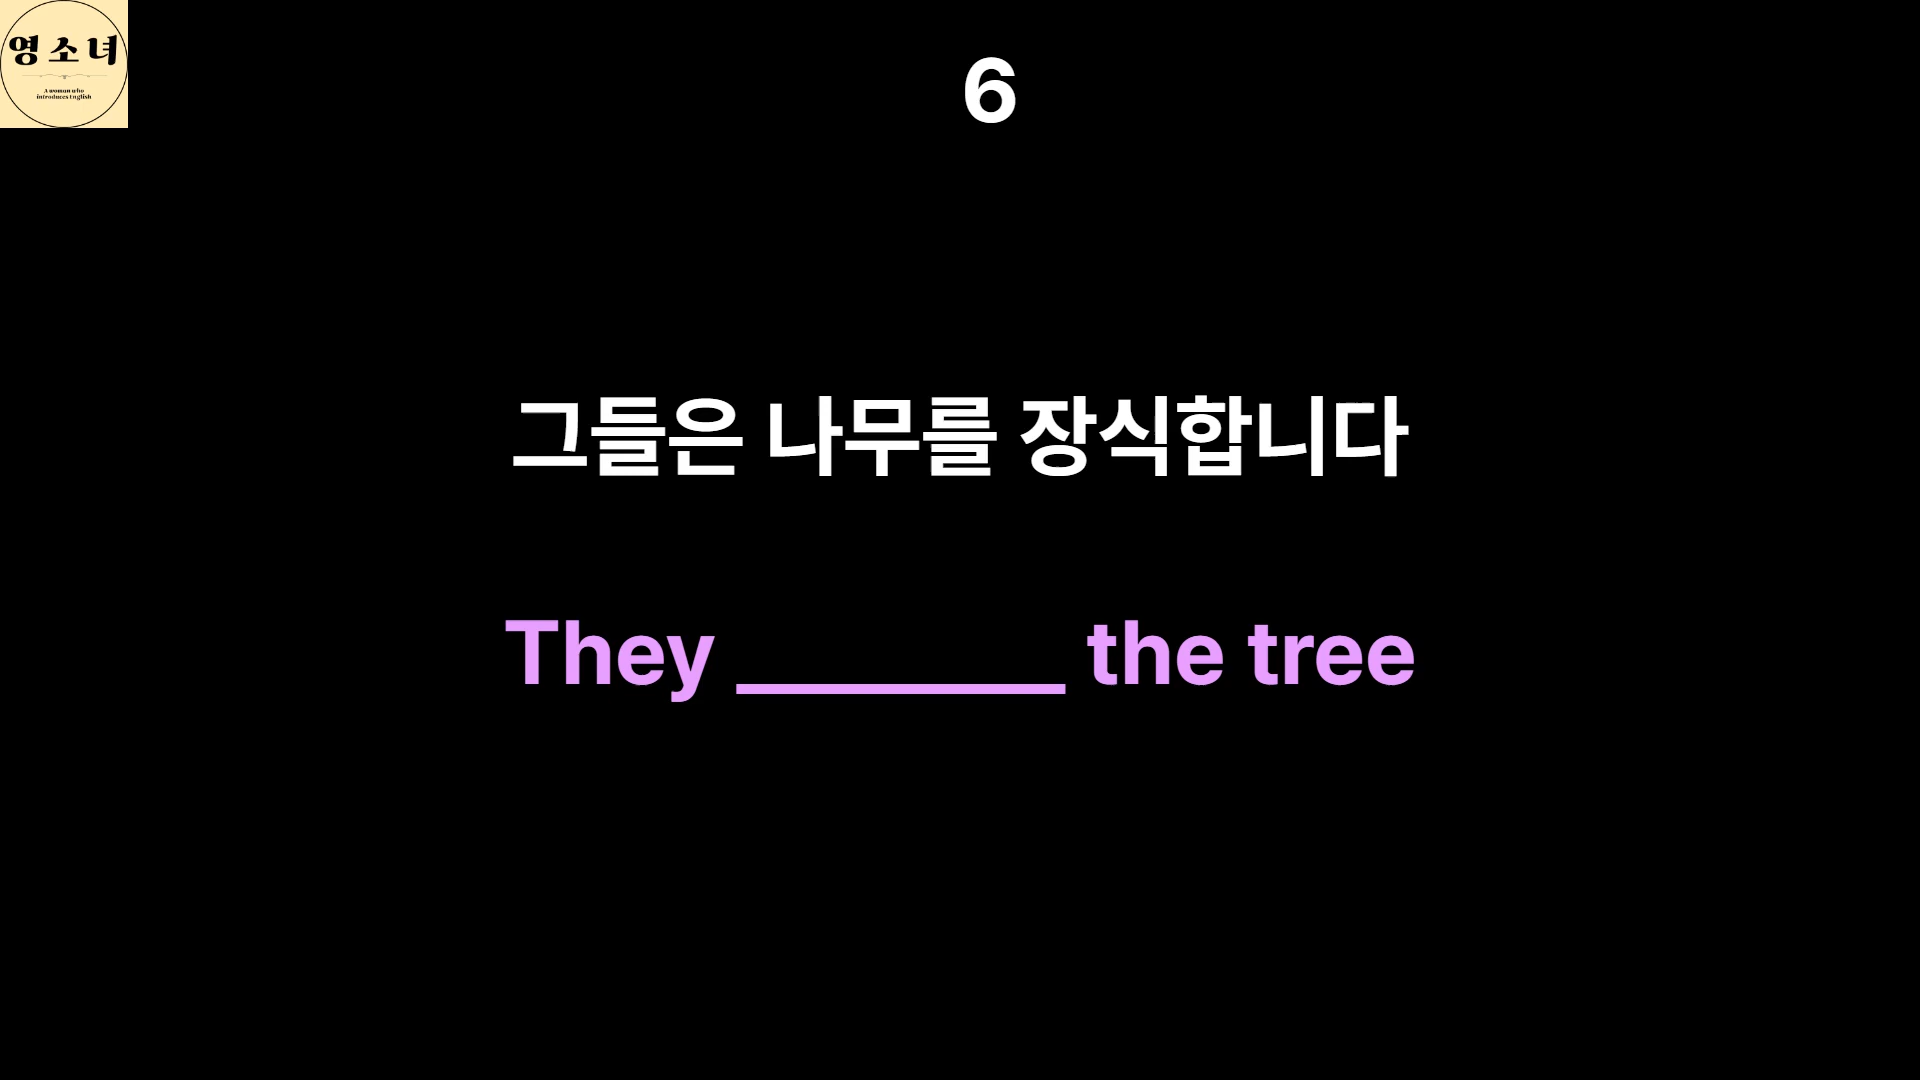 영소녀
A woman who
introduces English
6
그들은 나무를 장식합니다
They _______ the tree